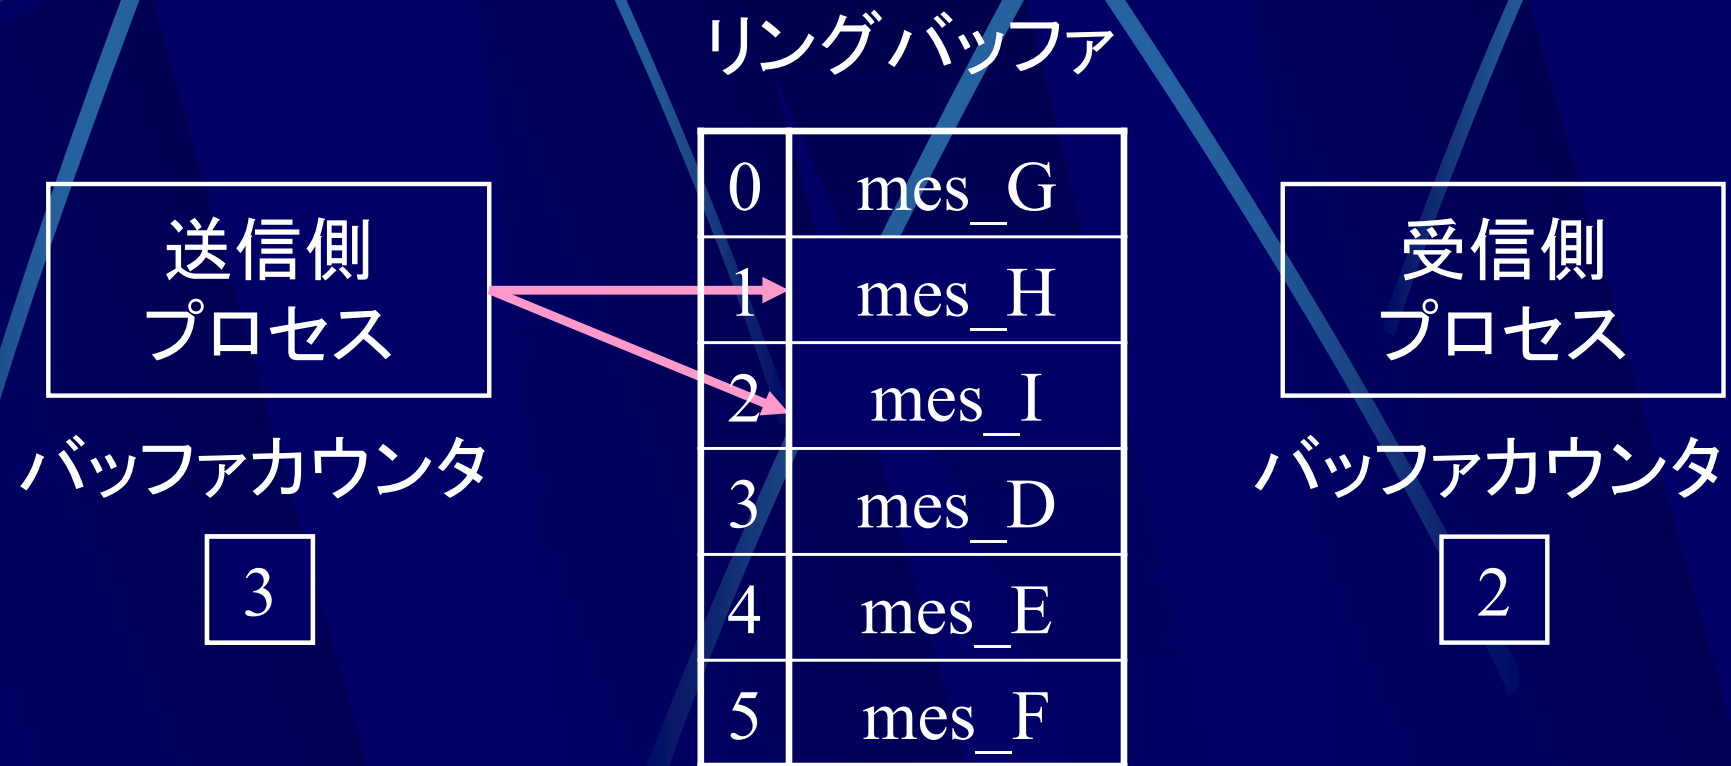 リングバッファ
送信側
プロセス
バッファカウンタ
3
0 mes_G
1 mes_H
2 mes_I
3 mes_D
4 mes_E
5 mes_F
受信側
プロセス
バッファカウンタ
2